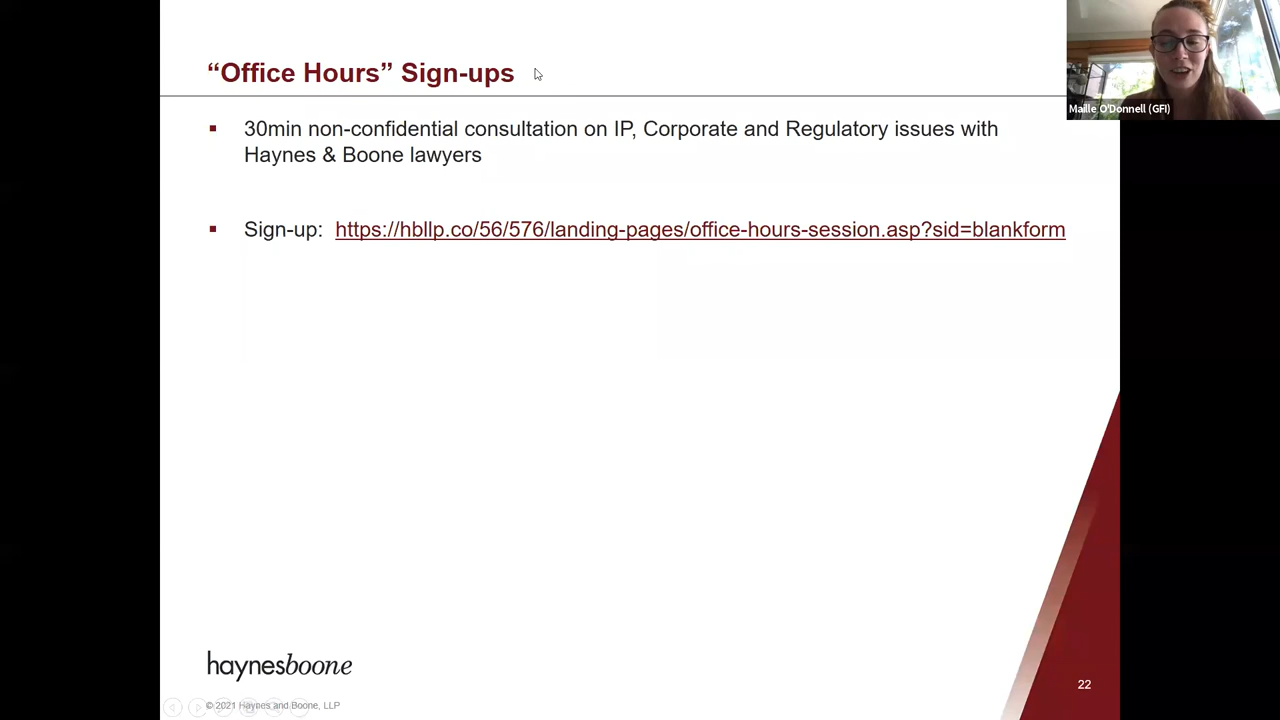 “Office Hours” Sign-ups
Maille O'Donnell (GFI)
▪ 30min non-confidential consultation on IP, Corporate and Regulatory issues with
Haynes & Boone lawyers
▪ Sign-up: https://hbllp.co/56/576/landing-pages/office-hours-session.asp?sid=blankform
haynesboone
22
© 2021 Haynes and Boone, LLP